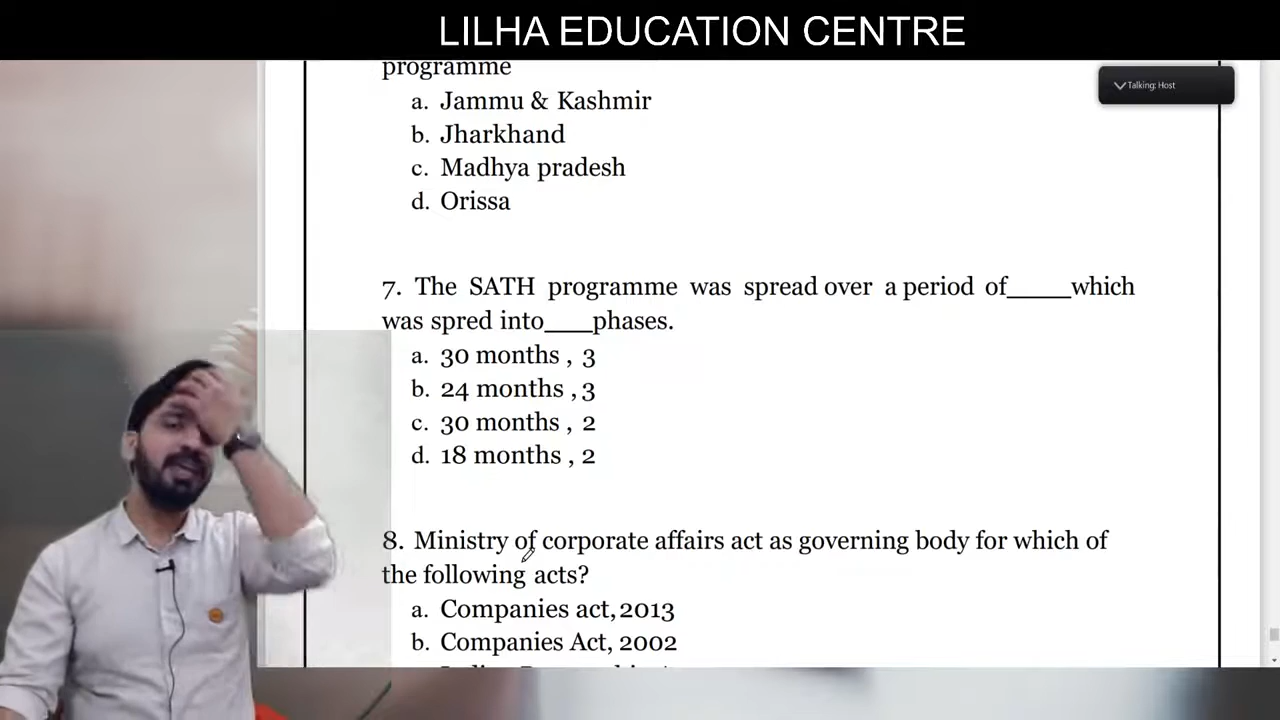 LILHA EDUCATION CENTRE
programme
Talking: Host
a. Jammu & Kashmir
b. Jharkhand
c. Madhya pradesh
d. Orissa
7. The SATH programme was spread over a period of____which
was spred into___phases.
a. 30 months , 3
b. 24 months , 3
c. 30 months , 2
d. 18 months , 2
8. Ministry of corporate affairs act as governing body for which of
the following acts?
a. Companies act, 2013
b. Companies Act, 2002